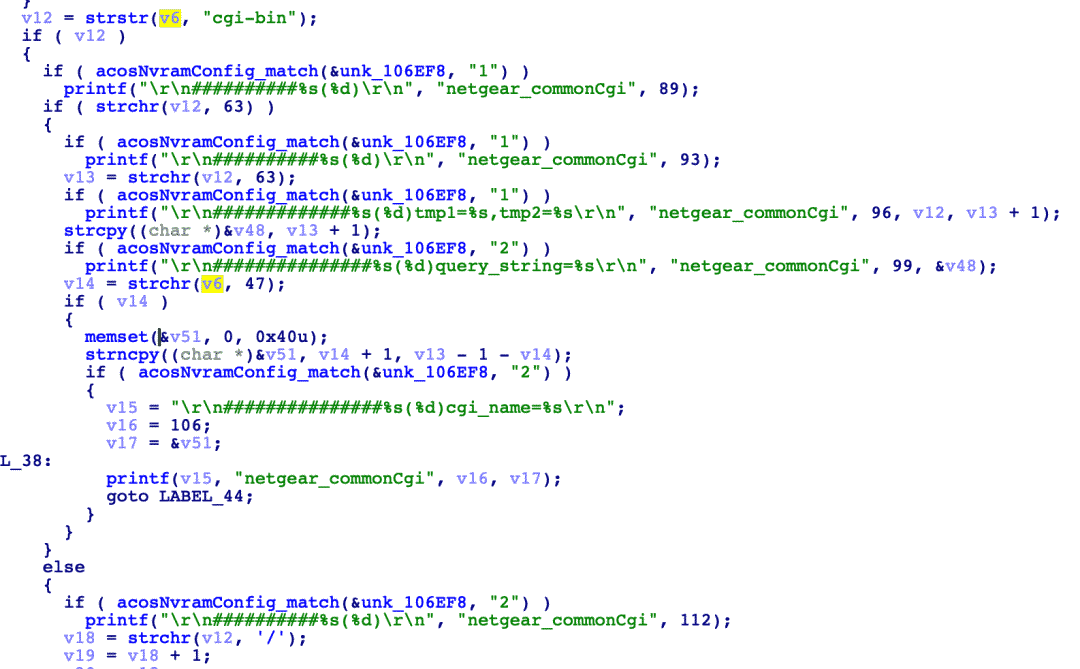 }
v12 = strstr(v6, "cgi-bin");
if ( v12 )
{
if ( acosNvramConfig_match(&unk_106EF8, "1") )
printf("\r\n##########%s(%d)\r\n", "netgear_commonCgi", 89);
if ( strchr(v12, 63) )
{
if ( acosNvramConfig_match(&unk_106EF8, "1") )
printf("\r\n##########%s(%d)\r\n", "netgear_commonCgi", 93);
v13 = strchr(v12, 63);
if ( acosNvramConfig_match(&unk_106EF8, "1") )
printf("\r\n#############%s(%d)tmp1=%s,tmp2=%s\r\n", "netgear_commonCgi", 96, v12, v13 + 1);
strcpy((char *)&v48, v13 + 1);
if ( acosNvramConfig_match(&unk_106EF8, "2") )
printf("\r\n###############%s(%d)query_string=%s\r\n", "netgear_commonCgi", 99, &v48);
v14 = strchr(v6, 47);
if ( v14 )
{
memset(&v51, 0, 0x40u);
strncpy((char *)&v51, v14 + 1, v13 - 1 - v14);
if ( acosNvramConfig_match(&unk_106EF8, "2") )
{
v15 = "\r\n###############%s(%d)cgi_name=%s\r\n";
v16 = 106;
v17 = &v51;
L_38:
printf(v15, "netgear_commonCgi", v16, v17);
goto LABEL_44;
}
}
}
else
{
if ( acosNvramConfig_match(&unk_106EF8, "2") )
printf("\r\n##########%s(%d)\r\n", "netgear_commonCgi", 112);
v18 = strchr(v12, '/');
v19 = v18 + 1;